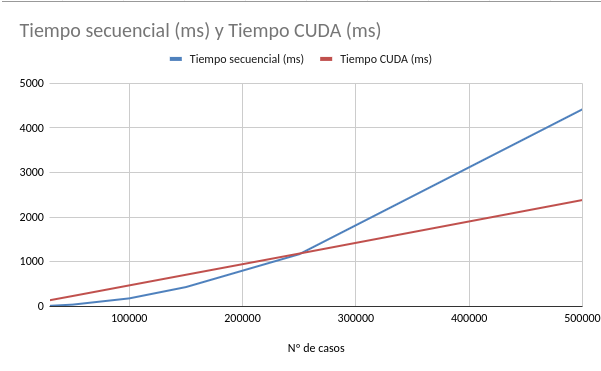 Tiempo secuencial (ms) y Tiempo CUDA (ms)
Tiempo secuencial (ms) Tiempo CUDA (ms)
5000
4000
3000
2000
1000
0
100000 200000 300000 400000 500000
Nº de casos